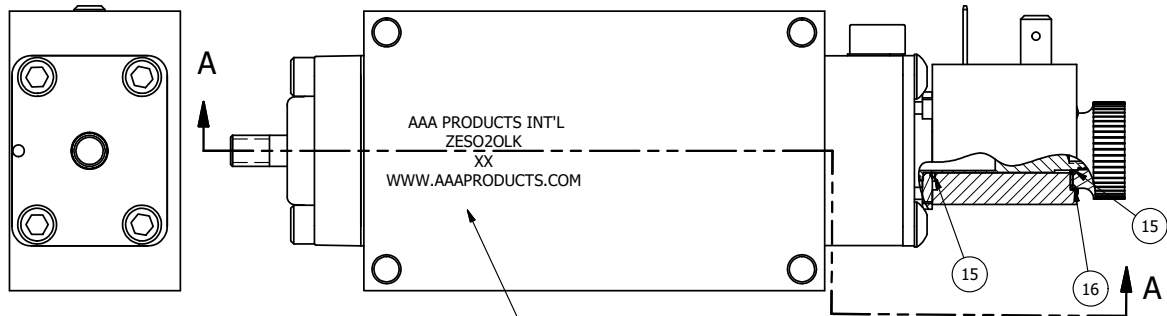 A
AAA PRODUCTS INT'L
ZESO2OLK
XX
WWW.AAAPRODUCTS.COM
15
15
16
A